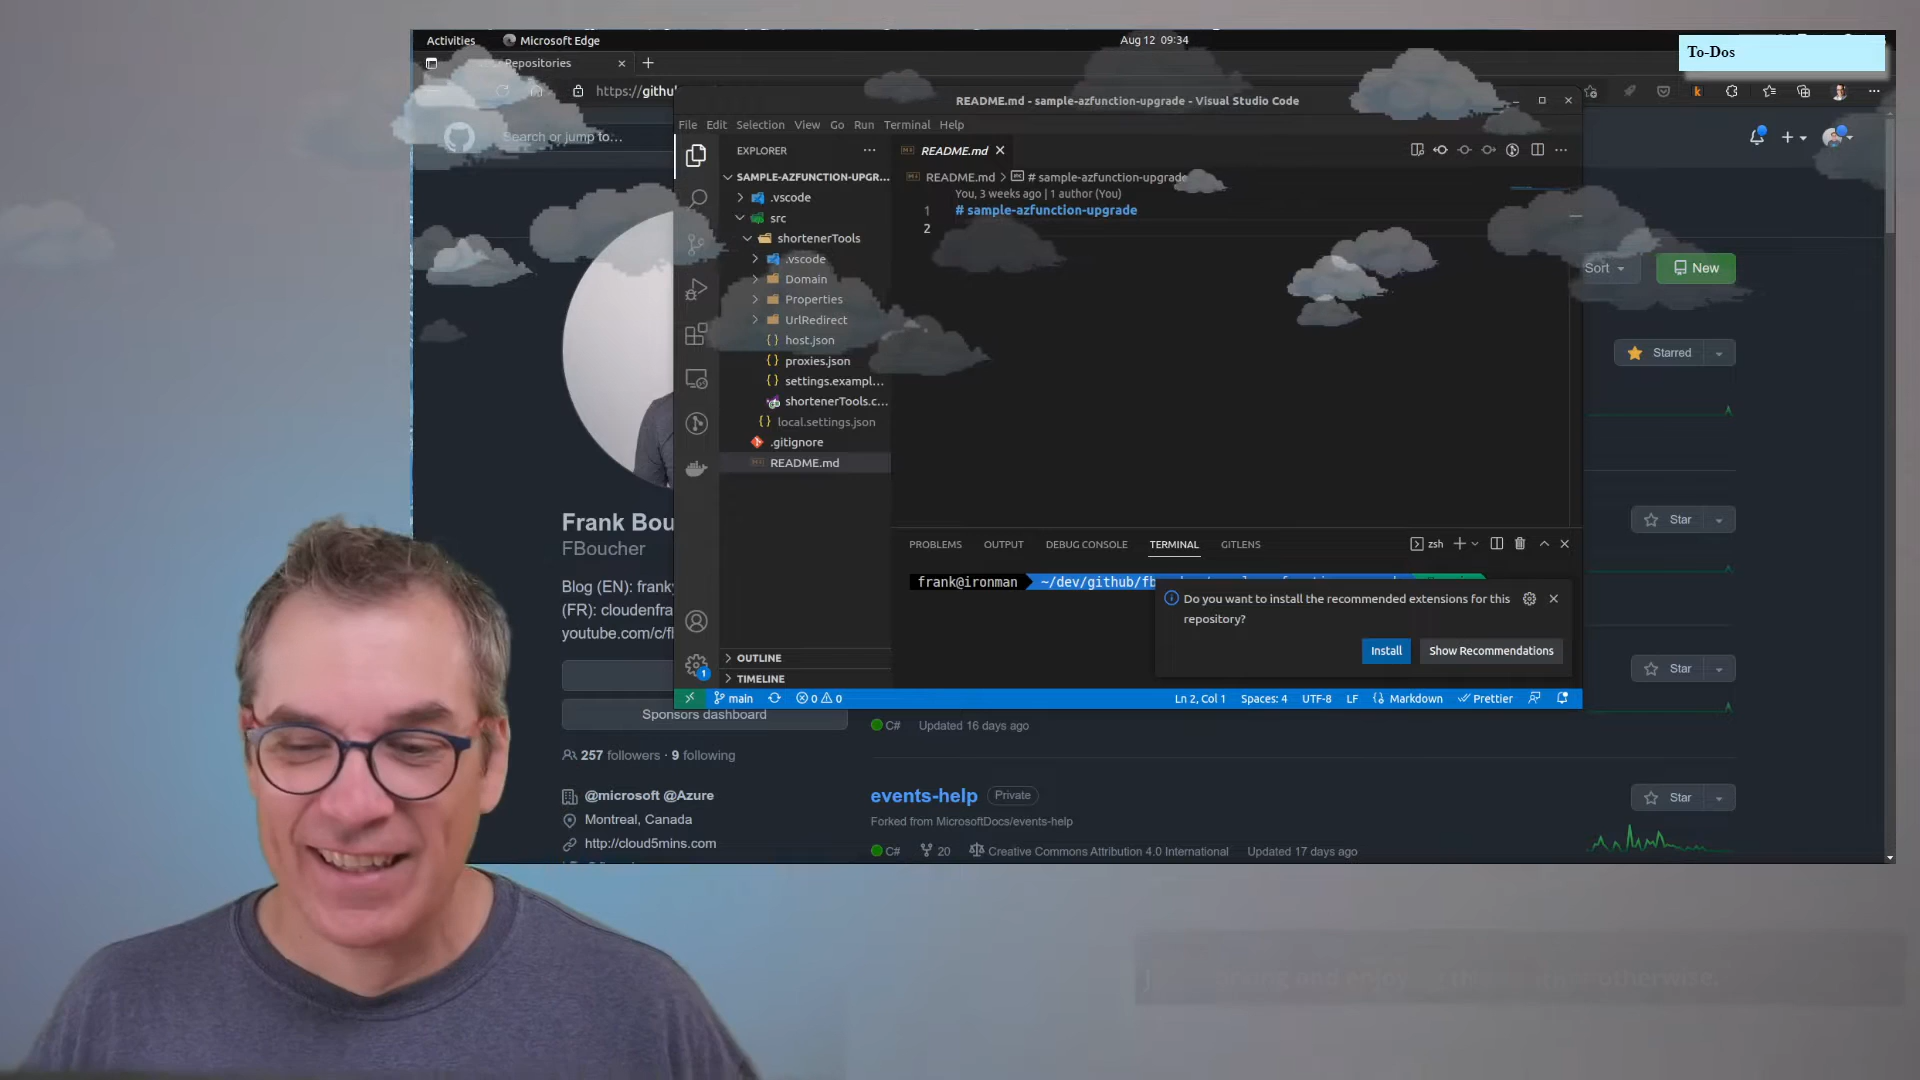 Activities
Microsoft Edge
Aug 12 09:34
To-Dos
Repositories
https://githu
README.md - sample-azfunction-upgrade - Visual Studio Code
File Edit Selection View Go Run Terminal Help
Search or jump to...
EXPLORER
README.md
SAMPLE-AZFUNCTION-UPGR...
README.md > # sample-azfunction-upgrade
You, 3 weeks ago | 1 author (You)
1 # sample-azfunction-upgrade
2
.vscode
src
shortenerTools
.vscode
Domain
Properties
UrlRedirect
host.json
proxies.json
settings.exampl...
shortenerTools.c...
local.settings.json
.gitignore
README.md
OUTLINE
TIMELINE
PROBLEMS OUTPUT DEBUG CONSOLE TERMINAL GITLENS
zsh
frank@ironman ~/dev/github/fb
Do you want to install the recommended extensions for this
repository?
Install
Show Recommendations
1
main
0 0
Ln 2, Col 1 Spaces: 4 UTF-8 LF Markdown Prettier
Sort
New
Starred
Star
Star
Star
Frank Bou
FBoucher
Blog (EN): frank
(FR): cloudenfra
youtube.com/c/f
Sponsors dashboard
257 followers · 9 following
@microsoft @Azure
Montreal, Canada
http://cloud5mins.com
C# Updated 16 days ago
events-help Private
Forked from MicrosoftDocs/events-help
C# 20 Creative Commons Attribution 4.0 International Updated 17 days ago